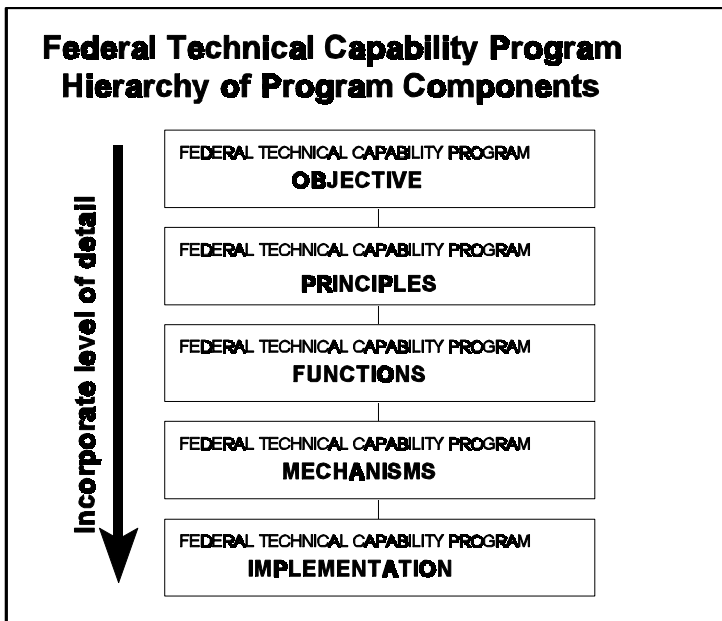 Federal Technical Capability Program
Hierarchy of Program Components
Incorporate level of detail
FEDERAL TECHNICAL CAPABILITY PROGRAM
OBJECTIVE
FEDERAL TECHNICAL CAPABILITY PROGRAM
PRINCIPLES
FEDERAL TECHNICAL CAPABILITY PROGRAM
FUNCTIONS
FEDERAL TECHNICAL CAPABILITY PROGRAM
MECHANISMS
FEDERAL TECHNICAL CAPABILITY PROGRAM
IMPLEMENTATION